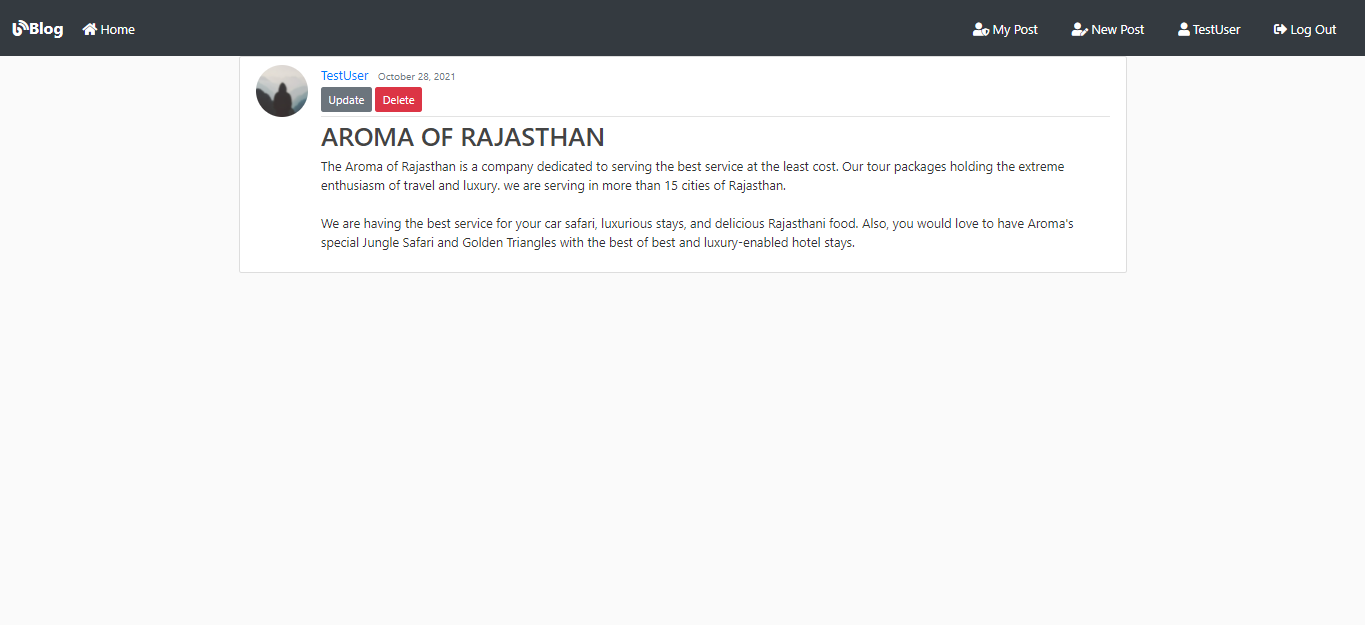 Blog Home My Post New Post TestUser Log Out
TestUser October 28, 2021
Update Delete
AROMA OF RAJASTHAN
The Aroma of Rajasthan is a company dedicated to serving the best service at the least cost. Our tour packages holding the extreme
enthusiasm of travel and luxury. we are serving in more than 15 cities of Rajasthan.
We are having the best service for your car safari, luxurious stays, and delicious Rajasthani food. Also, you would love to have Aroma's
special Jungle Safari and Golden Triangles with the best of best and luxury-enabled hotel stays.